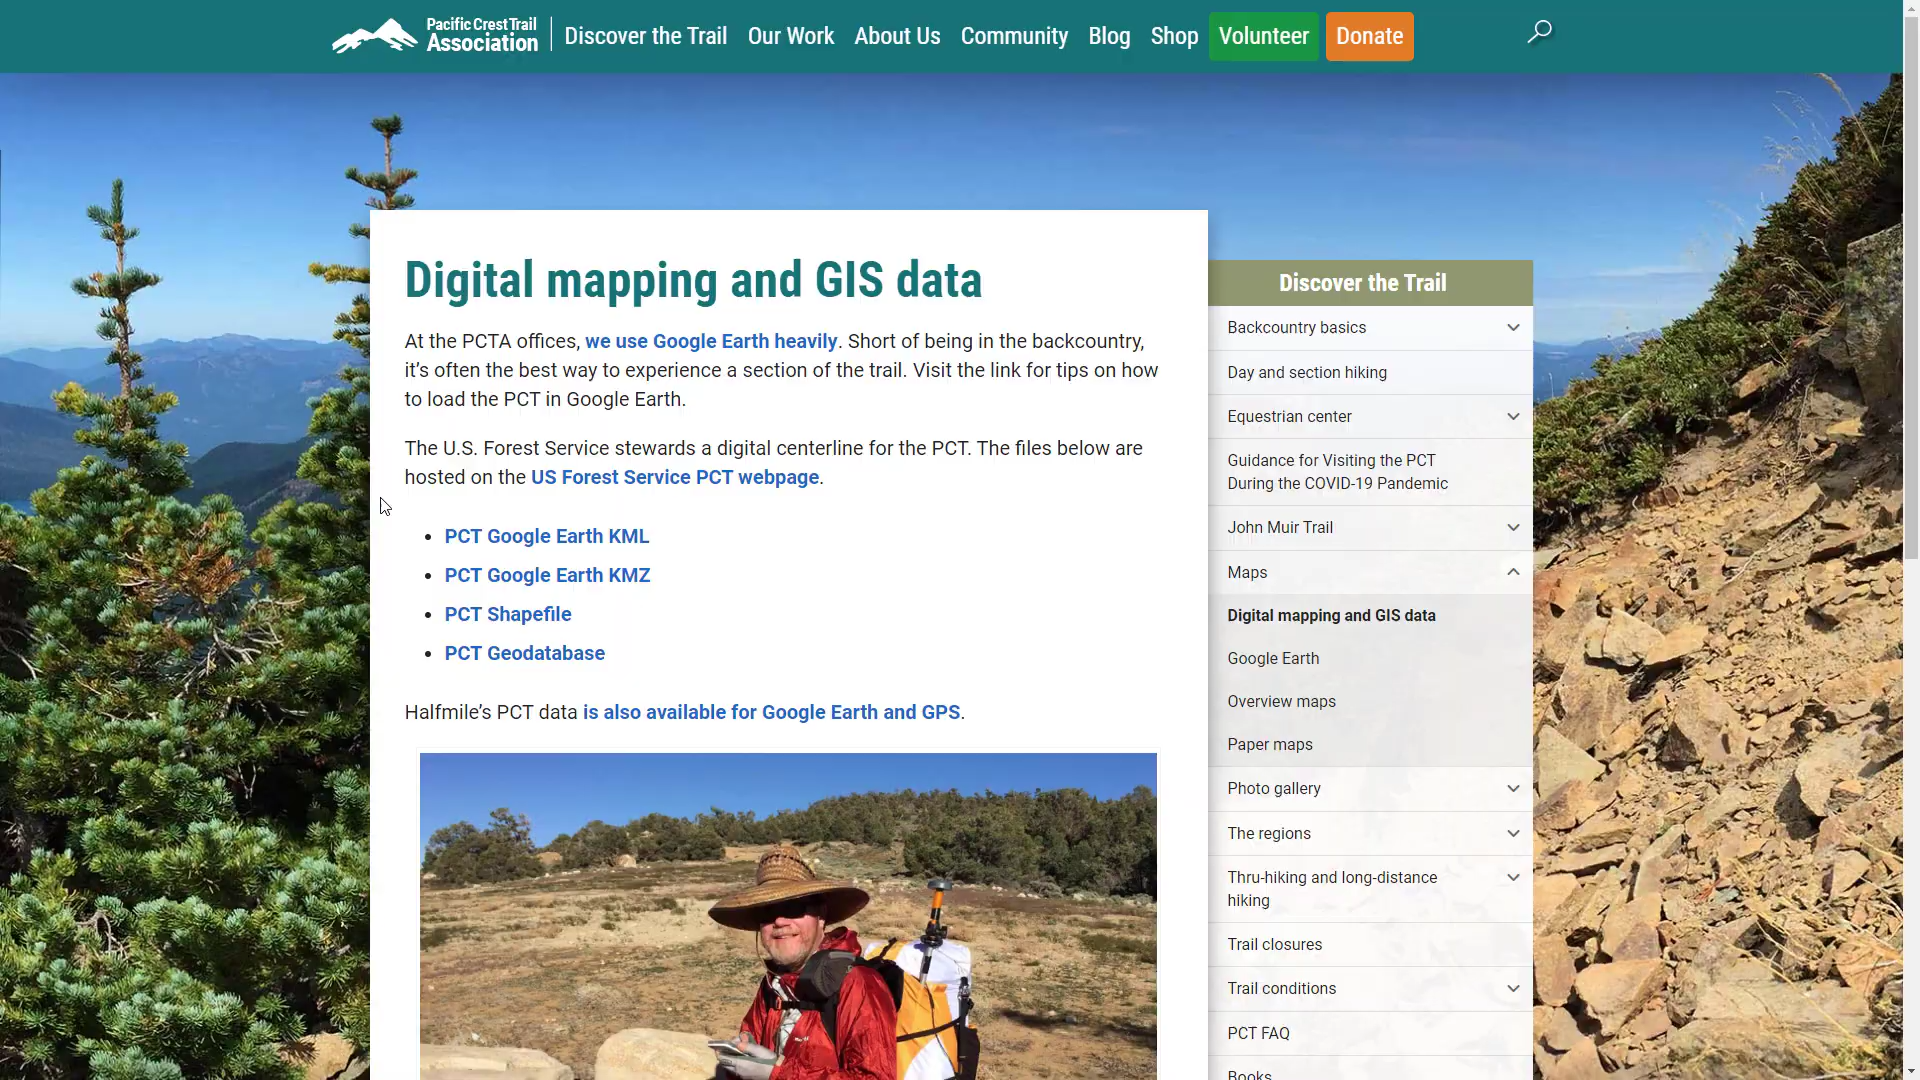 Pacific Crest Trail
Association
Discover the Trail
Our Work
About Us
Community
Blog
Shop
Volunteer
Donate
Digital mapping and GIS data
At the PCTA offices, we use Google Earth heavily. Short of being in the backcountry,
it’s often the best way to experience a section of the trail. Visit the link for tips on how
to load the PCT in Google Earth.
The U.S. Forest Service stewards a digital centerline for the PCT. The files below are
hosted on the US Forest Service PCT webpage.
PCT Google Earth KML
PCT Google Earth KMZ
PCT Shapefile
PCT Geodatabase
Halfmile’s PCT data is also available for Google Earth and GPS.
Discover the Trail
Backcountry basics
Day and section hiking
Equestrian center
Guidance for Visiting the PCT
During the COVID-19 Pandemic
John Muir Trail
Maps
Digital mapping and GIS data
Google Earth
Overview maps
Paper maps
Photo gallery
The regions
Thru-hiking and long-distance
hiking
Trail closures
Trail conditions
PCT FAQ
Books